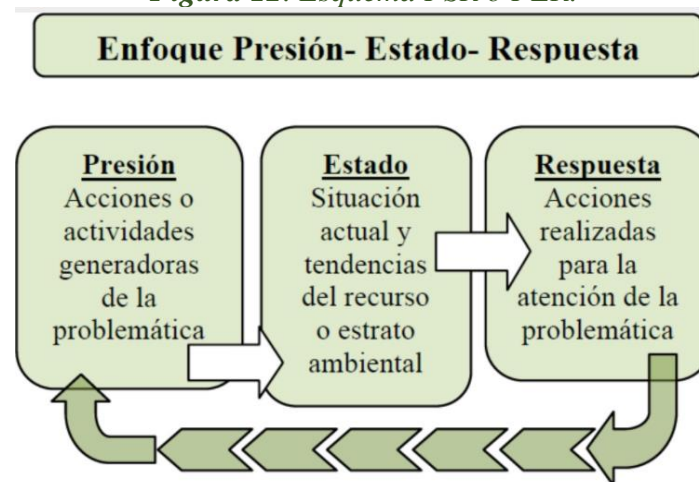 Enfoque Presión- Estado- Respuesta
Presión
Acciones o
actividades
generadoras
de la
problemática
Estado
Situación
actual y
tendencias
del recurso
o estrato
ambiental
Respuesta
Acciones
realizadas
para la
atención de la
problemática